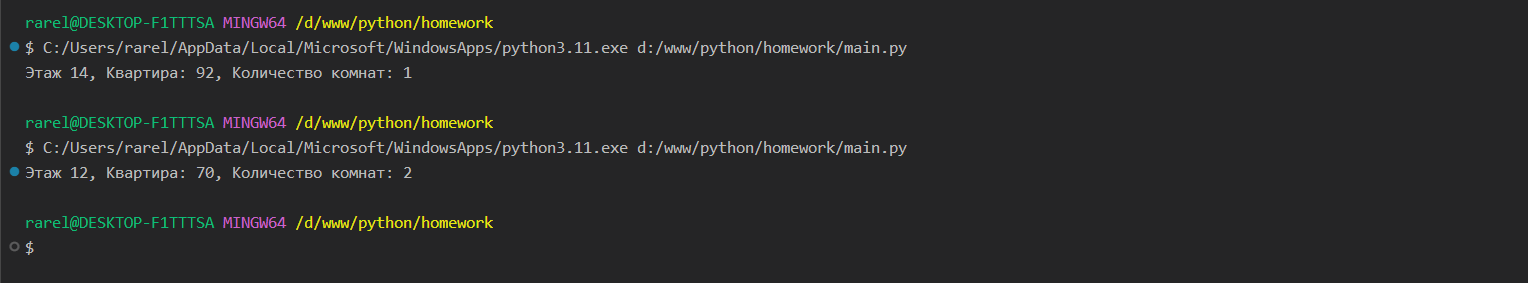 rarel@DESKTOP-F1TTTSA MINGW64 /d/www/python/homework
$ C:/Users/rarel/AppData/Local/Microsoft/WindowsApps/python3.11.exe d:/www/python/homework/main.py
Этаж 14, Квартира: 92, Количество комнат: 1
rarel@DESKTOP-F1TTTSA MINGW64 /d/www/python/homework
$ C:/Users/rarel/AppData/Local/Microsoft/WindowsApps/python3.11.exe d:/www/python/homework/main.py
Этаж 12, Квартира: 70, Количество комнат: 2
rarel@DESKTOP-F1TTTSA MINGW64 /d/www/python/homework
$